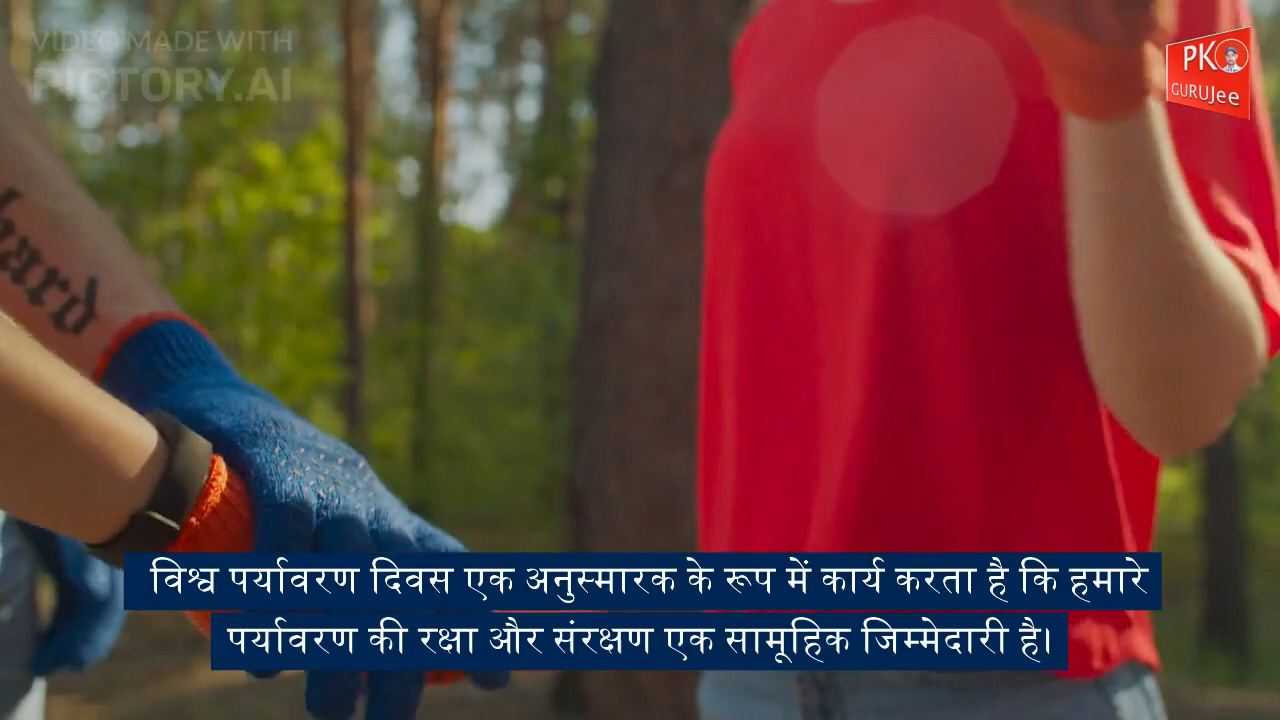 VIDEO MADE WITH
PICTORY.AI
PK
GURUJee
hard
विश्व पर्यावरण दिवस एक अनुस्मारक के रूप में कार्य करता है कि हमारे
पर्यावरण की रक्षा और संरक्षण एक सामूहिक जिम्मेदारी है।